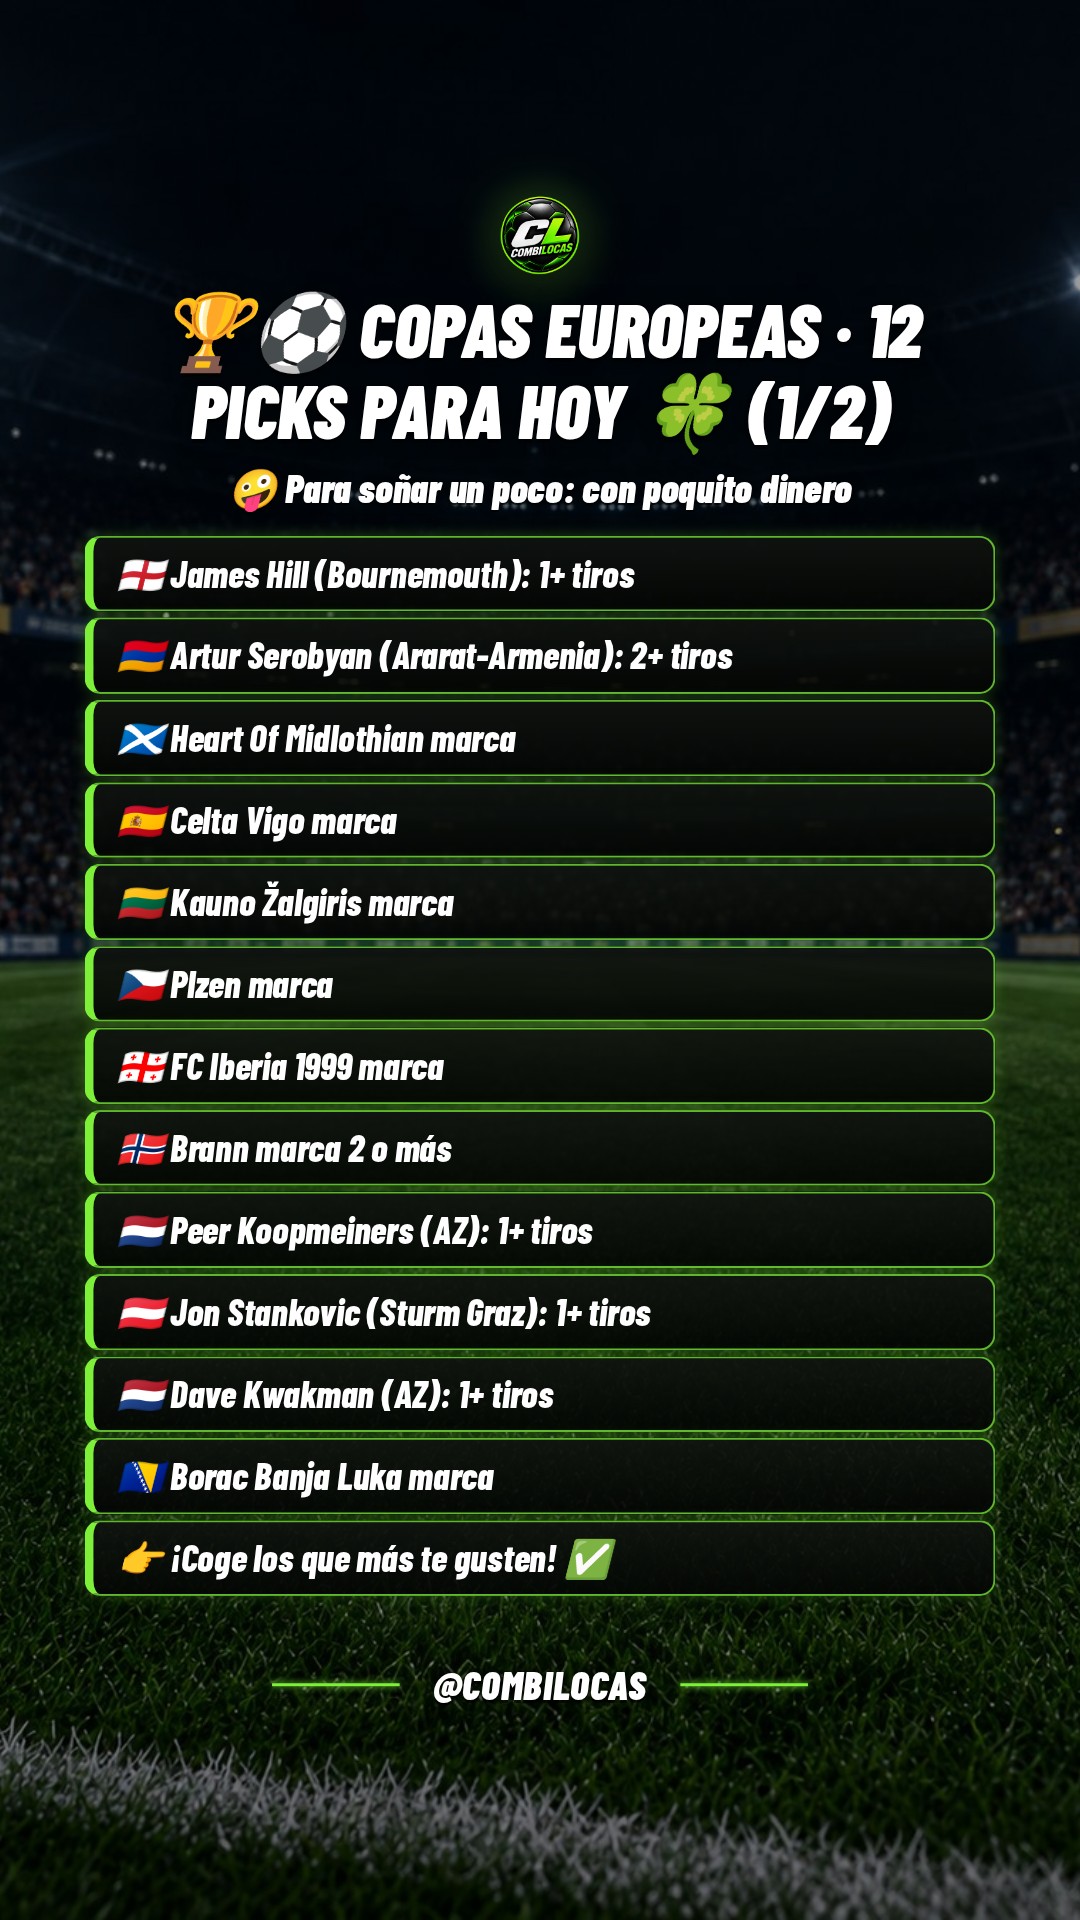 CL
COMBILOCAS
🏆⚽ COPAS EUROPEAS · 12
PICKS PARA HOY 🍀 (1/2)
🤪 Para soñar un poco: con poquito dinero
🏴󠁧󠁢󠁥󠁮󠁧󠁿 James Hill (Bournemouth): 1+ tiros
🇦🇲 Artur Serobyan (Ararat-Armenia): 2+ tiros
🏴󠁧󠁢󠁳󠁣󠁴󠁿 Heart Of Midlothian marca
🇪🇸 Celta Vigo marca
🇱🇹 Kauno Žalgiris marca
🇨🇿 Plzen marca
🇬🇪 FC Iberia 1999 marca
🇳🇴 Brann marca 2 o más
🇳🇱 Peer Koopmeiners (AZ): 1+ tiros
🇦🇹 Jon Stankovic (Sturm Graz): 1+ tiros
🇳🇱 Dave Kwakman (AZ): 1+ tiros
🇧🇦 Borac Banja Luka marca
👉 ¡Coge los que más te gusten! ✅
@COMBILOCAS